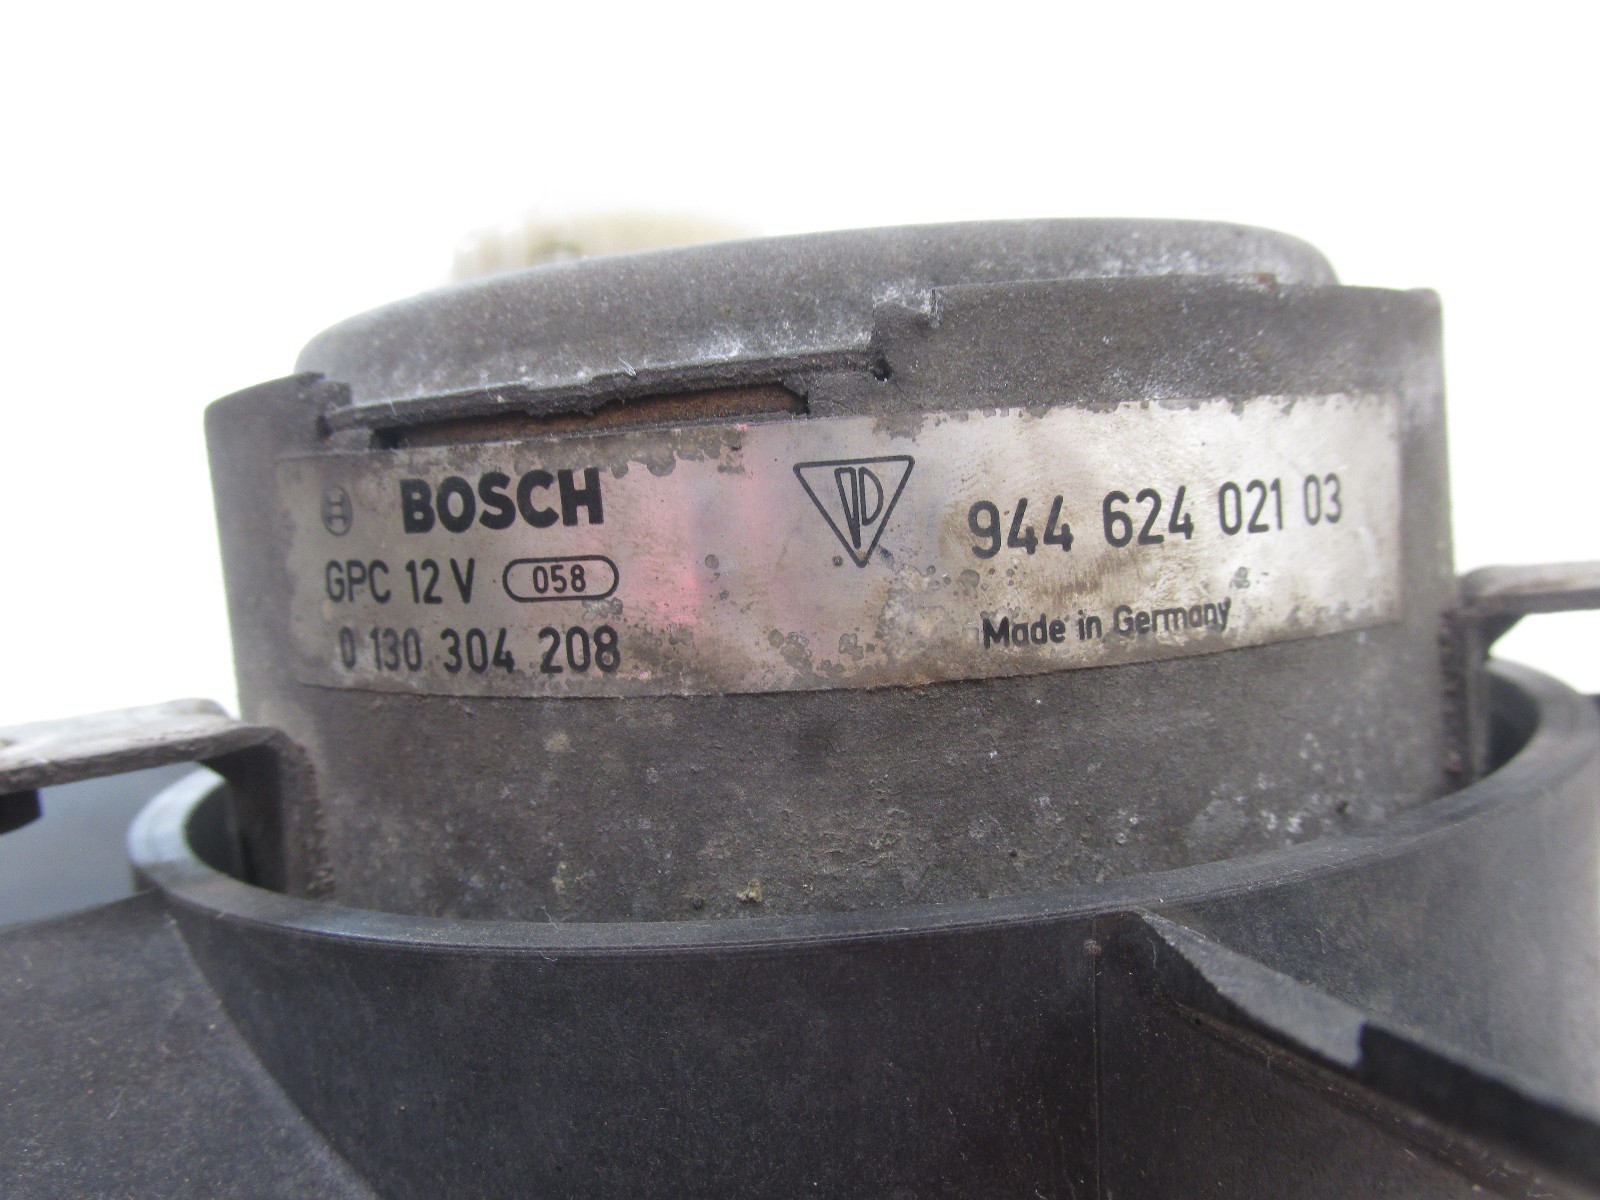 BOSCH
GPC 12 V 058
0 130 304 208
944 624 021 03
Made in Germany